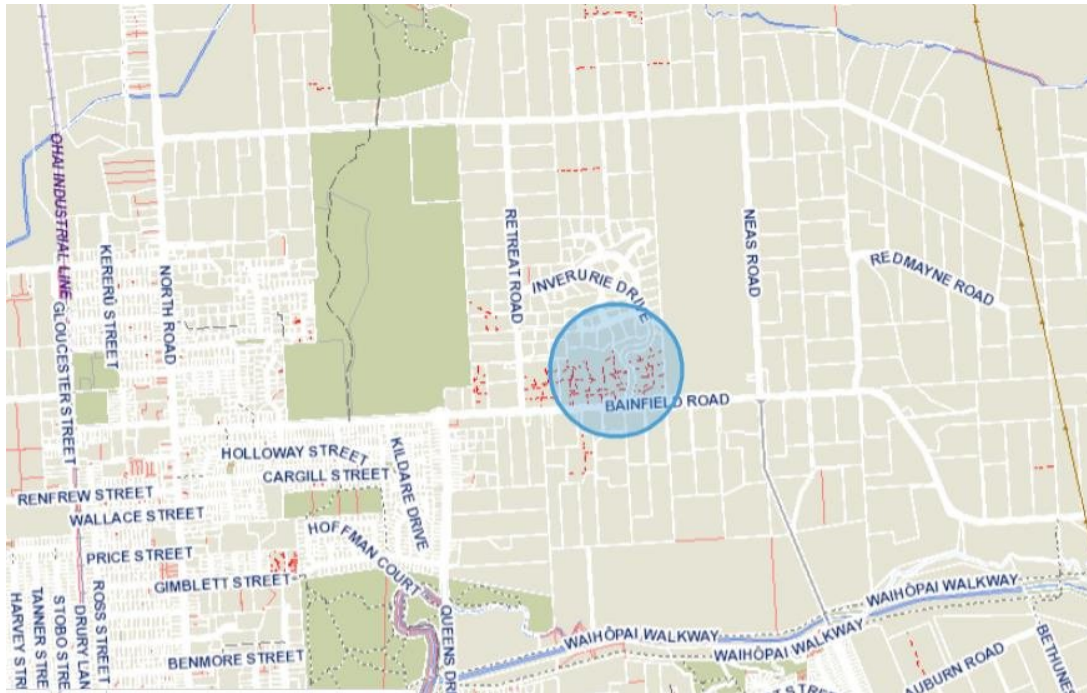 OHAI INDUSTRIAL LINE
KERERŪ STREET
NORTH ROAD
GLOUCESTER STREET
RETREAT ROAD
INVERURIE DRIVE
NEAS ROAD
REDMAYNE ROAD
BAINFIELD ROAD
HOLLOWAY STREET
CARGILL STREET
KILDARE DRIVE
RENFREW STREET
WALLACE STREET
HOFFMAN COURT
PRICE STREET
GIMBLETT STREET
ROSS STREET
DRURY LAN
STOBO STRE
TANNER STRE
HARVEY STRE
BENMORE STREET
QUEENS DRI
WAIHŌPAI WALKWAY
WAIHŌPAI WALKWAY
WAIHŌPAI WALKWAY
AUBURN ROAD
BETHUNE